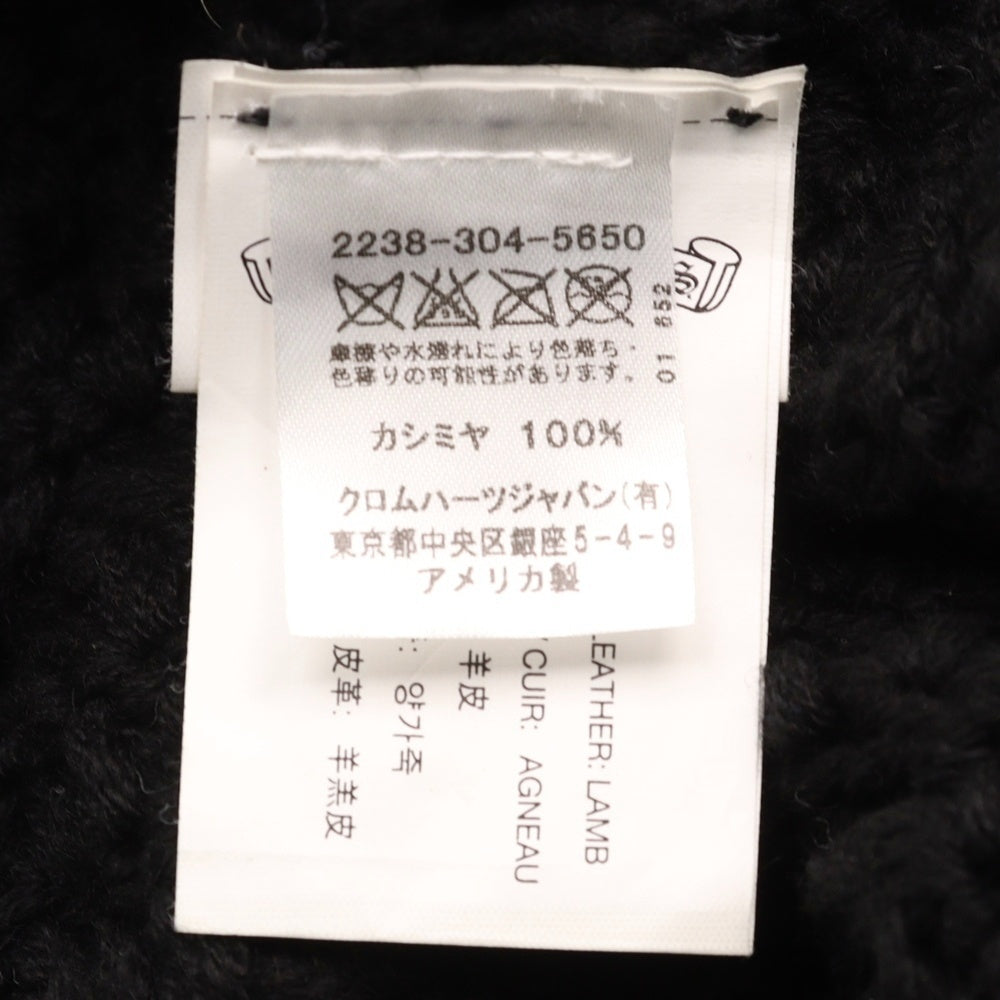 2238-304-5650
摩擦や水濡れにより色落ち・
色移りの可能性があります。
01 652
カシミヤ 100%
クロムハーツジャパン(有)
東京都中央区銀座5-4-9
アメリカ製
LEATHER: LAMB
CUIR: AGNEAU
羊皮
: 양가죽
皮革: 羊羔皮